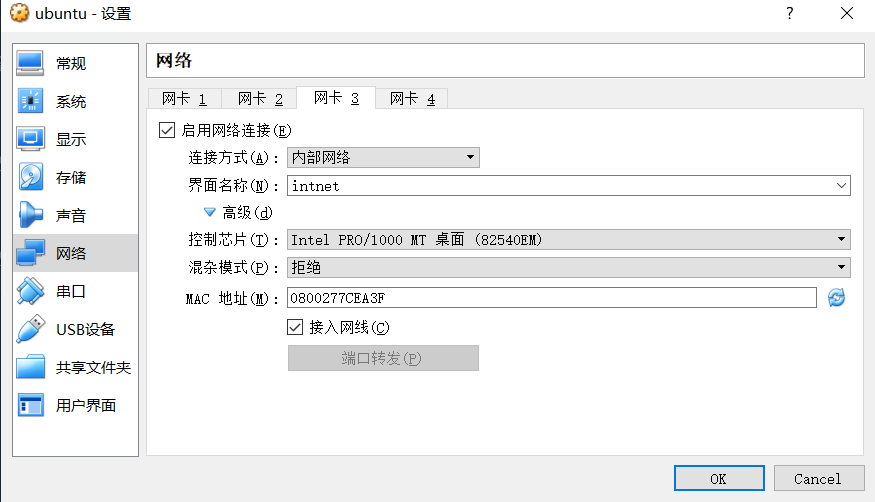 ubuntu - 设置
?
常规
系统
显示
存储
声音
网络
串口
USB设备
共享文件夹
用户界面
网络
网卡 1 网卡 2 网卡 3 网卡 4
启用网络连接(E)
连接方式(A): 内部网络
界面名称(N): intnet
高级(d)
控制芯片(T): Intel PRO/1000 MT 桌面 (82540EM)
混杂模式(P): 拒绝
MAC 地址(M): 0800277CEA3F
接入网线(C)
端口转发(P)
OK Cancel